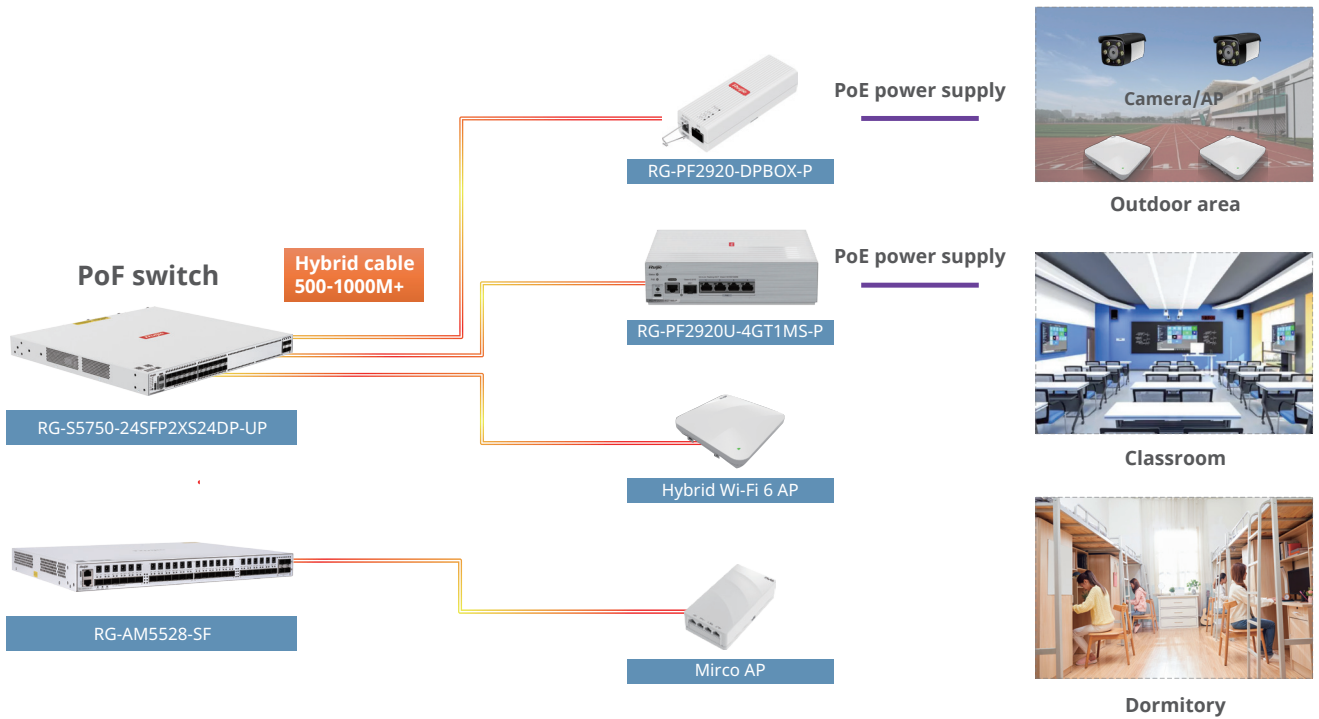 PoE power supply
Camera/AP
RG-PF2920-DPBOX-P
Outdoor area
Hybrid cable
500-1000M+
PoF switch
PoE power supply
RG-PF2920U-4GT1MS-P
RG-S5750-24SFP2XS24DP-UP
Classroom
Hybrid Wi-Fi 6 AP
RG-AM5528-SF
Mirco AP
Dormitory